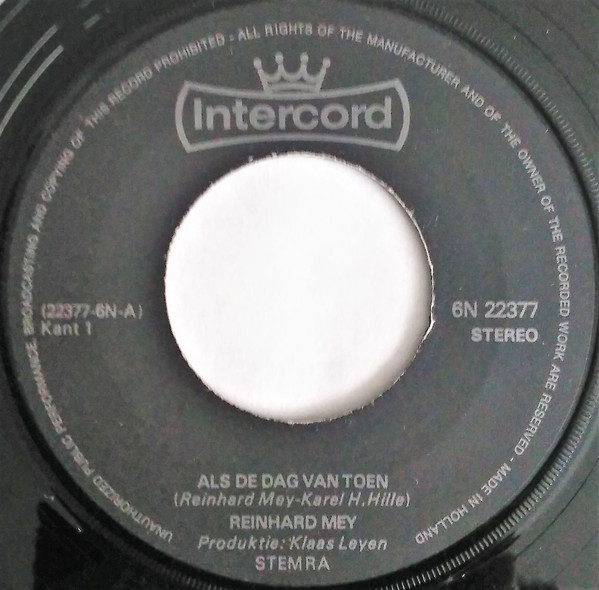 UNAUTHORIZED PUBLIC PERFORMANCE BROADCASTING AND COPYING OF THIS RECORD PROHIBITED - ALL RIGHTS OF THE MANUFACTURER AND OF THE OWNER OF THE RECORDED WORK ARE RESERVED - MADE IN HOLLAND
Intercord
(22377-6N-A)
Kant 1
6N 22377
STEREO
ALS DE DAG VAN TOEN
(Reinhard Mey-Karel H.Hille)
REINHARD MEY
Produktie: Klaas Leyen
STEMRA